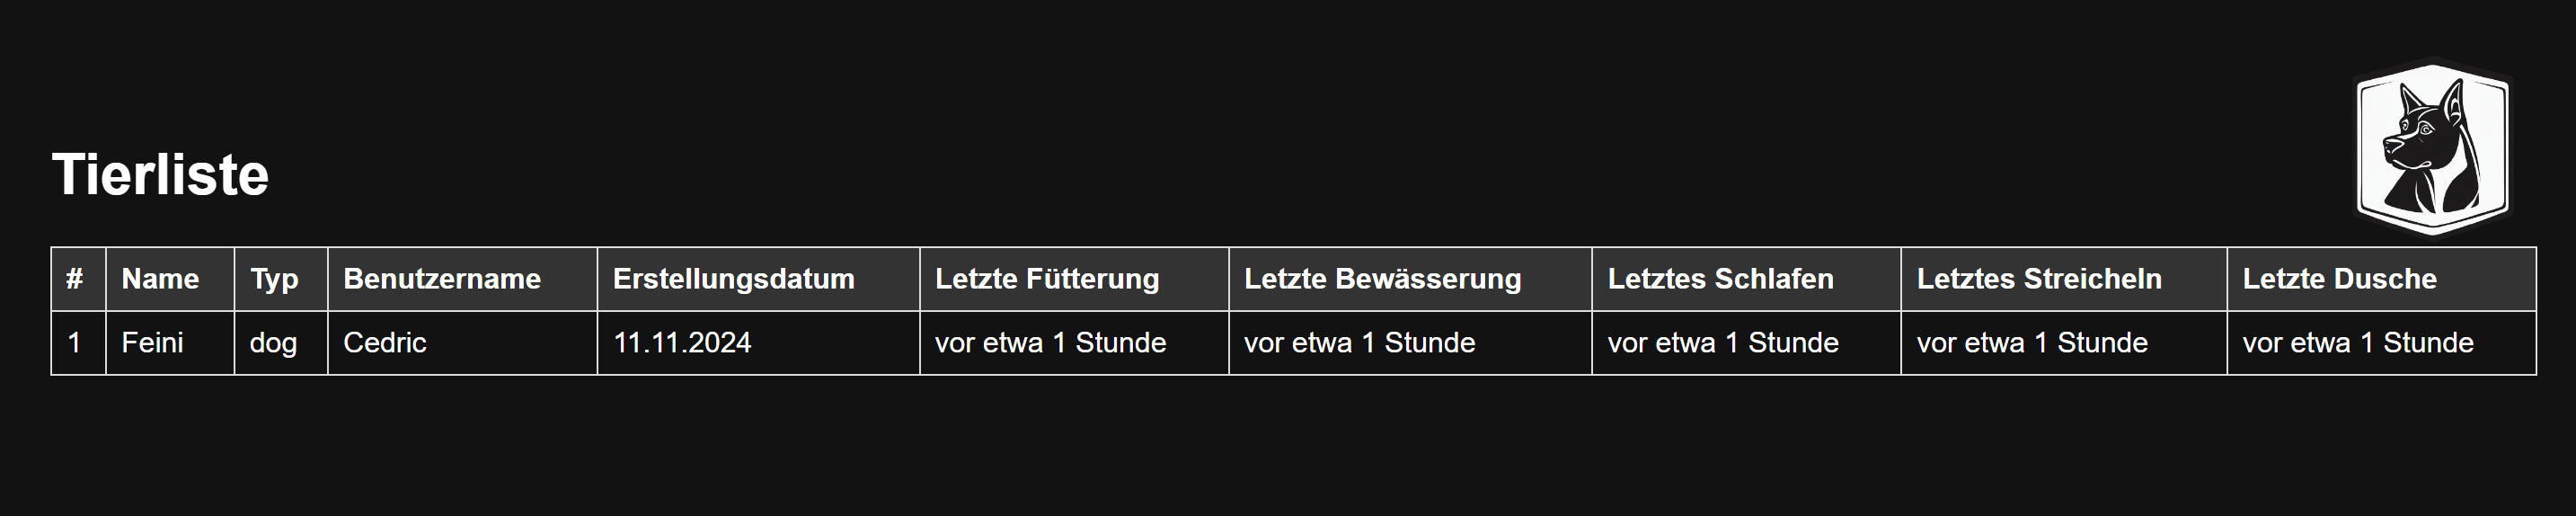 Tierliste
# Name Typ Benutzername Erstellungsdatum Letzte Fütterung Letzte Bewässerung Letztes Schlafen Letztes Streicheln Letzte Dusche
1 Feini dog Cedric 11.11.2024 vor etwa 1 Stunde vor etwa 1 Stunde vor etwa 1 Stunde vor etwa 1 Stunde vor etwa 1 Stunde